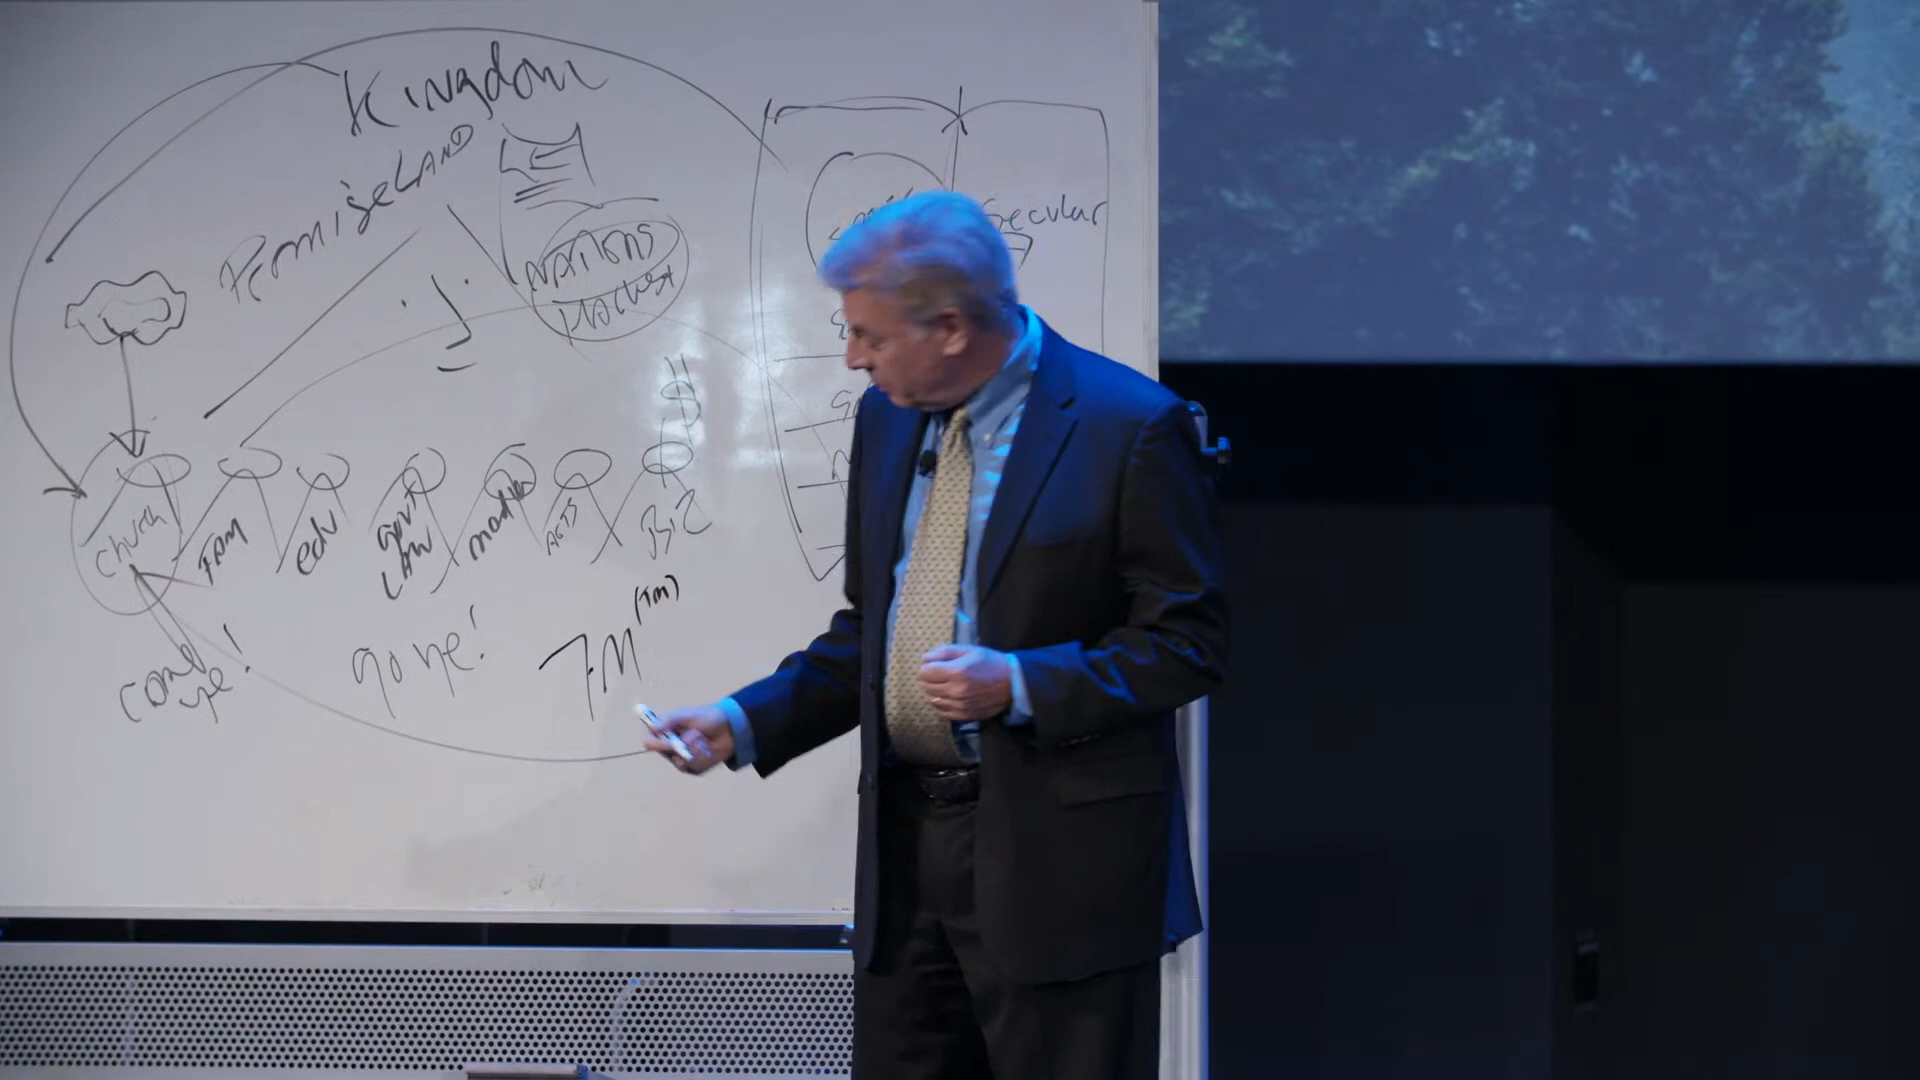 Kingdom
PromiseLAND
NATIONS
Secular
church
FAM
edu
govt
LAW
media
ARTS
Biz
$
come
ye!
go ye!
7M (TM)